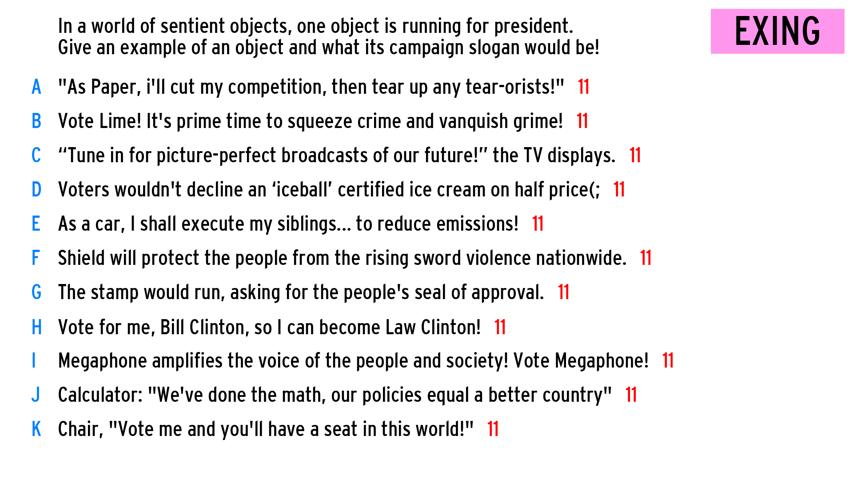 In a world of sentient objects, one object is running for president.
Give an example of an object and what its campaign slogan would be!
EXING
A "As Paper, i'll cut my competition, then tear up any tear-orists!" 11
B Vote Lime! It's prime time to squeeze crime and vanquish grime! 11
C “Tune in for picture-perfect broadcasts of our future!” the TV displays. 11
D Voters wouldn't decline an ‘iceball’ certified ice cream on half price(; 11
E As a car, I shall execute my siblings... to reduce emissions! 11
F Shield will protect the people from the rising sword violence nationwide. 11
G The stamp would run, asking for the people's seal of approval. 11
H Vote for me, Bill Clinton, so I can become Law Clinton! 11
I Megaphone amplifies the voice of the people and society! Vote Megaphone! 11
J Calculator: "We've done the math, our policies equal a better country" 11
K Chair, "Vote me and you'll have a seat in this world!" 11